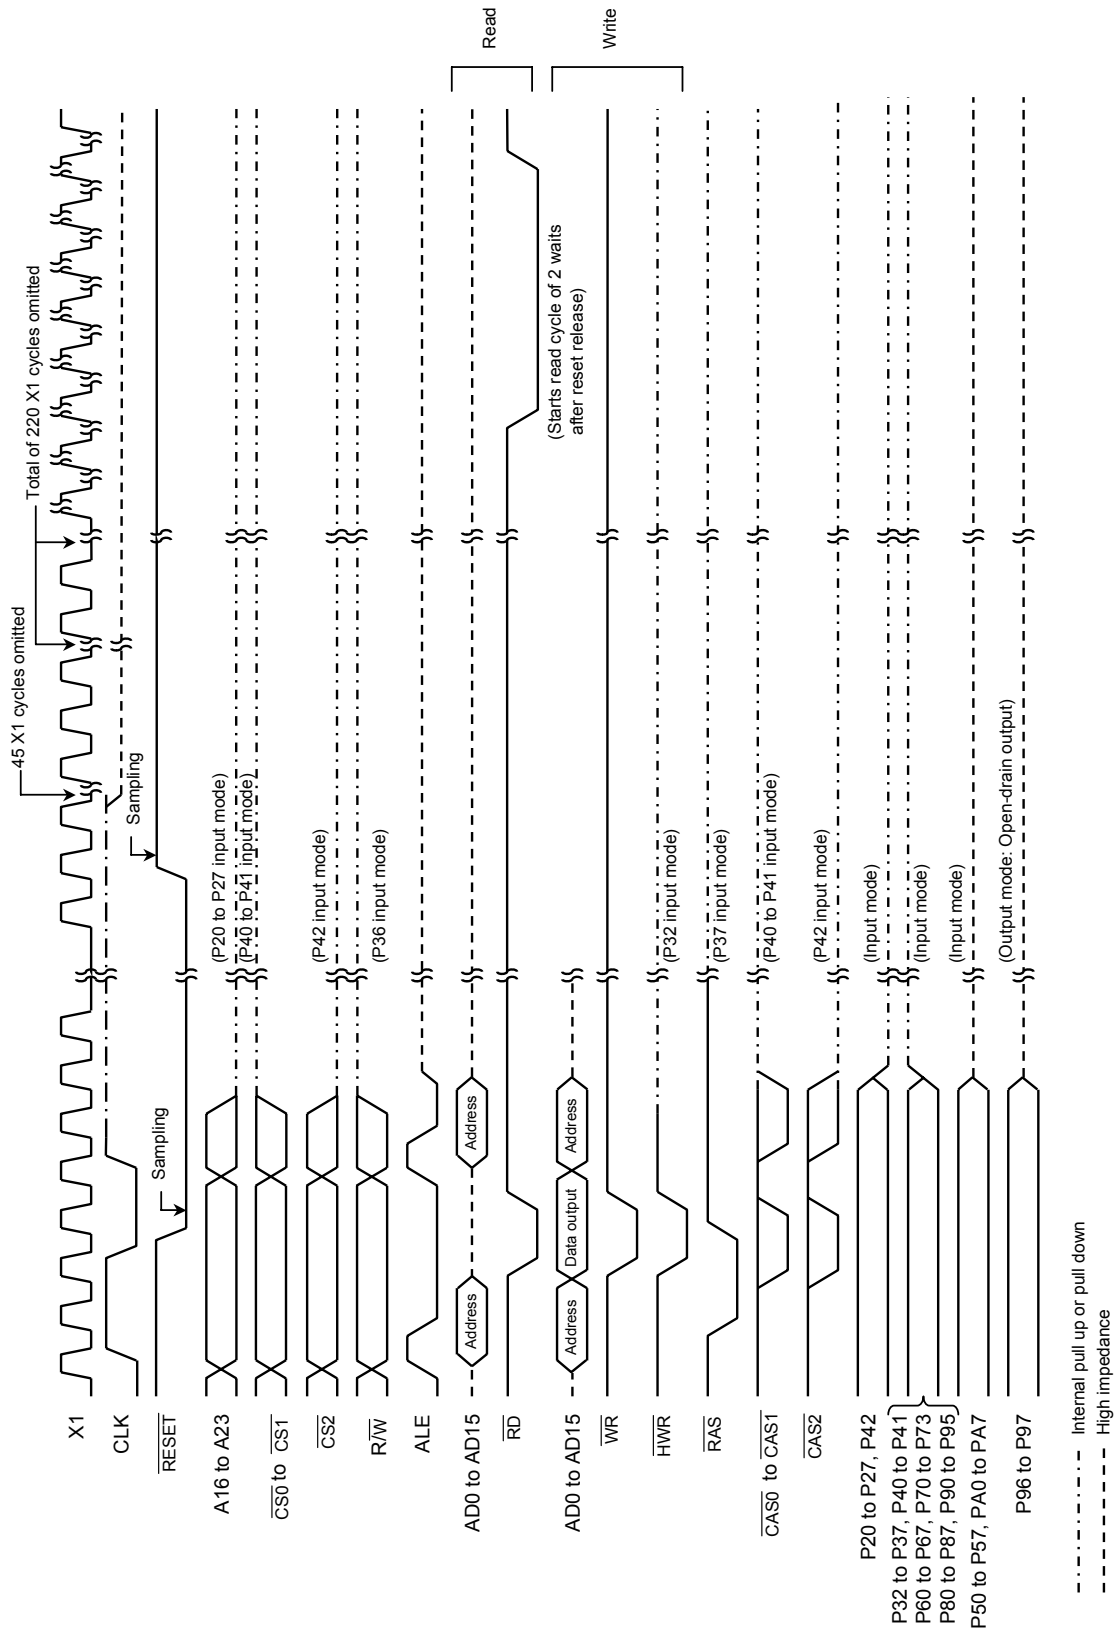 45 X1 cycles omitted
Total of 220 X1 cycles omitted
X1
CLK
Sampling
Sampling
RESET
A16 to A23
(P20 to P27 input mode)
CS0 to CS1
(P40 to P41 input mode)
CS2
(P42 input mode)
R/W
(P36 input mode)
ALE
AD0 to AD15
Address
Address
Read
RD
(Starts read cycle of 2 waits
after reset release)
AD0 to AD15
Address
Data output
Address
Write
WR
HWR
(P32 input mode)
RAS
(P37 input mode)
CAS0 to CAS1
(P40 to P41 input mode)
CAS2
(P42 input mode)
P20 to P27, P42
(Input mode)
P32 to P37, P40 to P41
P60 to P67, P70 to P73
P80 to P87, P90 to P95
(Input mode)
P50 to P57, PA0 to PA7
(Input mode)
P96 to P97
(Output mode: Open-drain output)
Internal pull up or pull down
High impedance